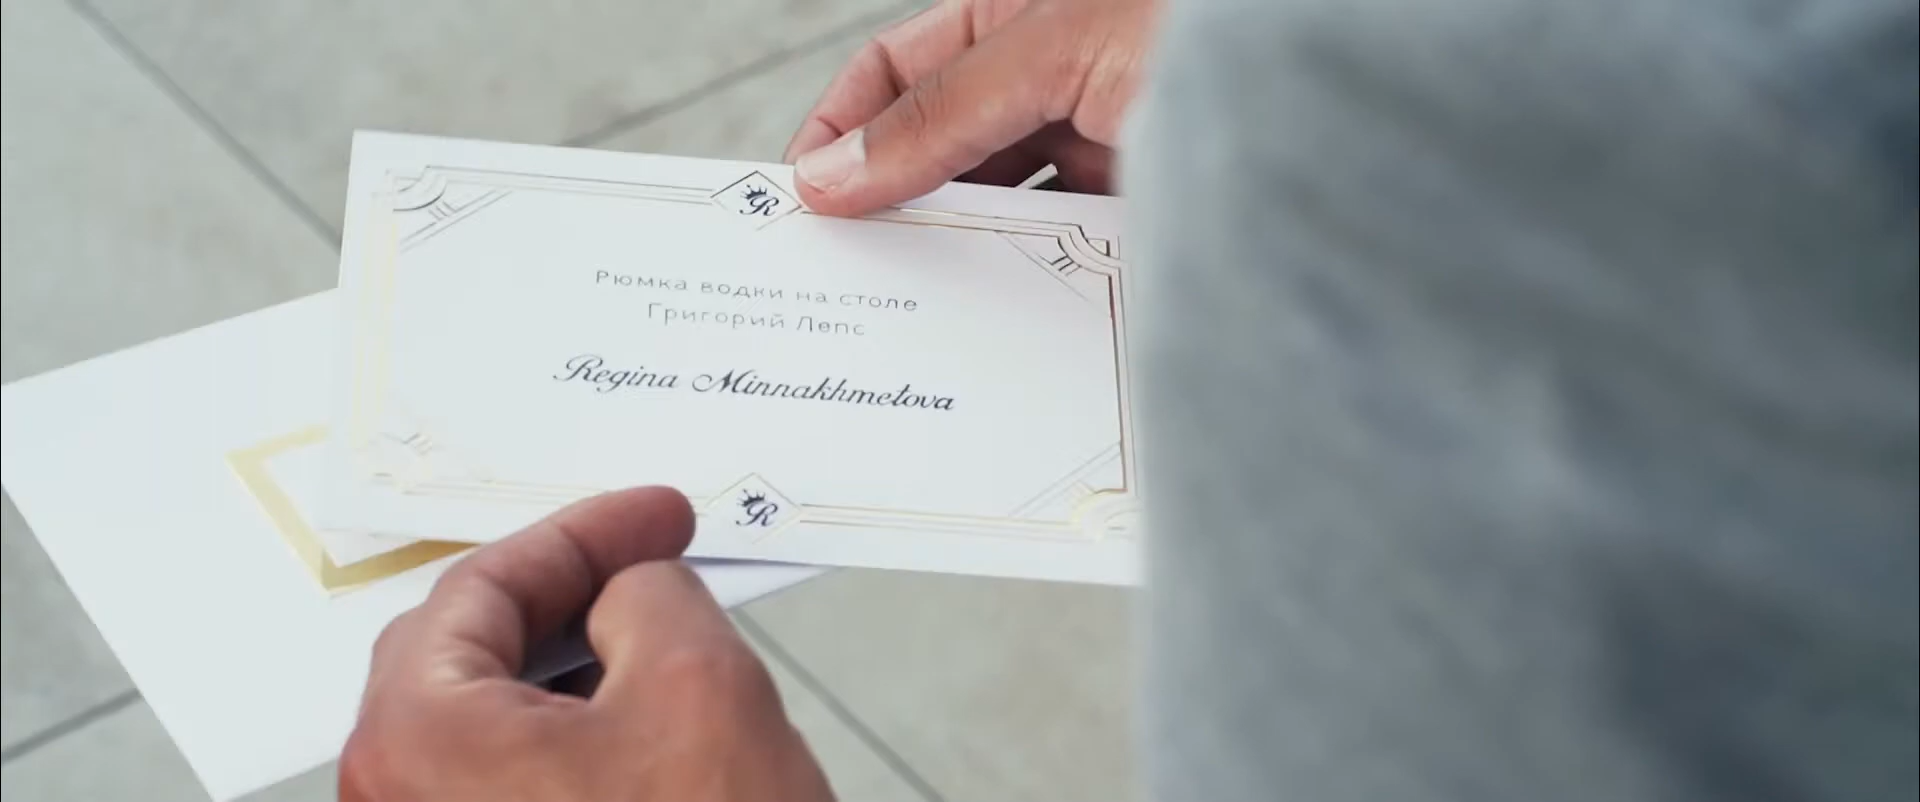 R
Рюмка водки на столе
Григорий Лепс
Regina Minnakhmetova
R